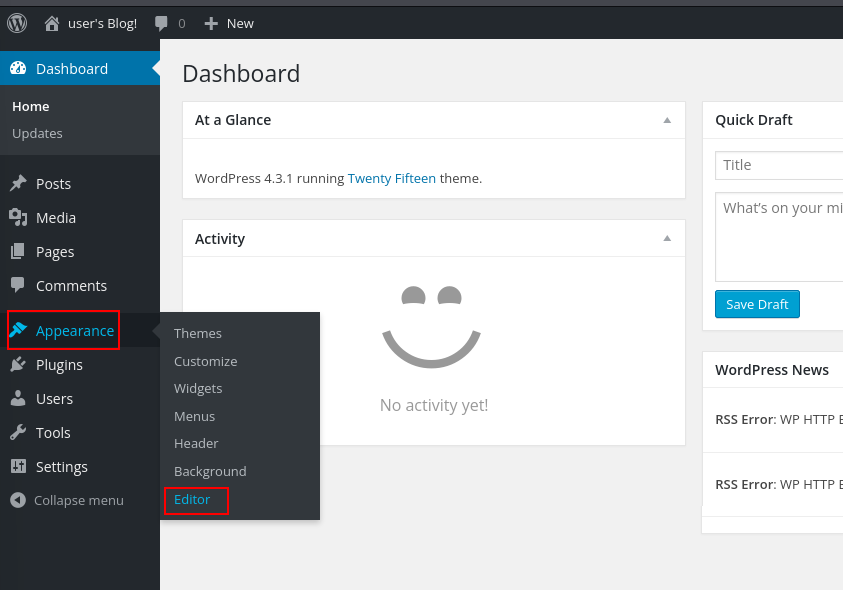 user's Blog! 0 New
Dashboard
Home
Updates
Posts
Media
Pages
Comments
Appearance
Plugins
Users
Tools
Settings
Collapse menu
Themes
Customize
Widgets
Menus
Header
Background
Editor
Dashboard
At a Glance
WordPress 4.3.1 running Twenty Fifteen theme.
Activity
No activity yet!
Quick Draft
Title
What's on your mi
Save Draft
WordPress News
RSS Error: WP HTTP E
RSS Error: WP HTTP E